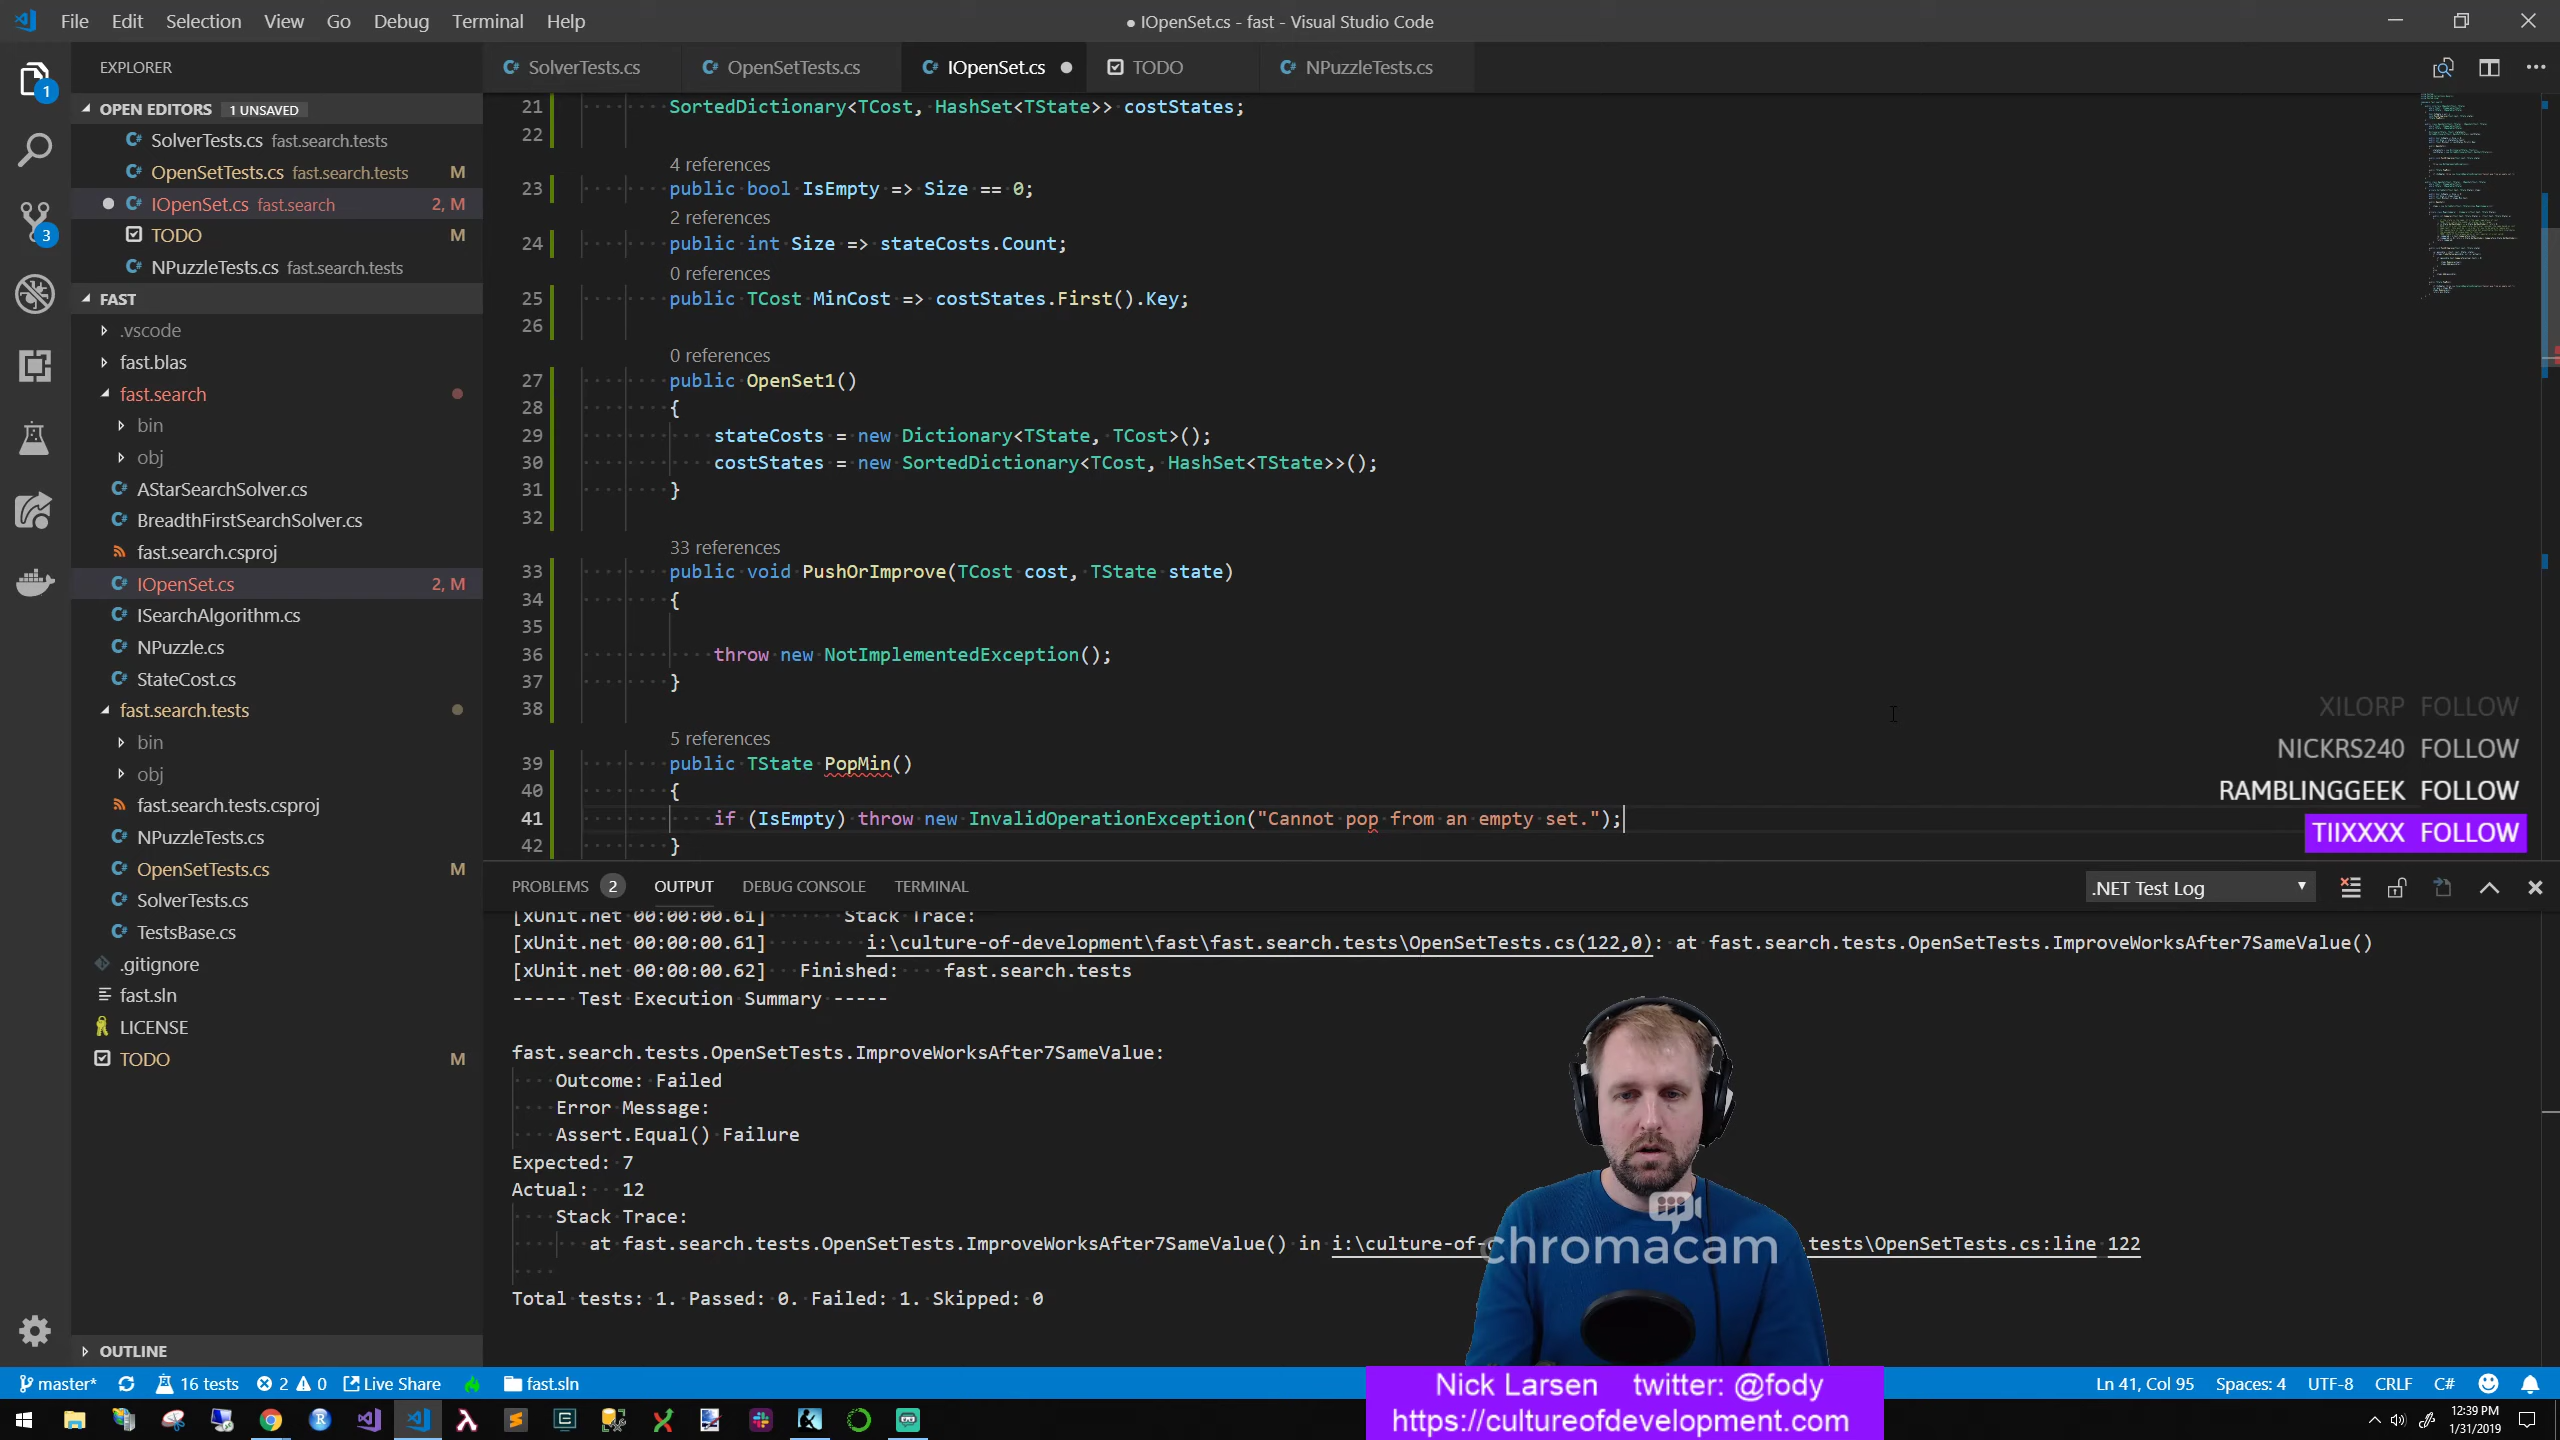 File Edit Selection View Go Debug Terminal Help
● IOpenSet.cs - fast - Visual Studio Code
EXPLORER
OPEN EDITORS 1 UNSAVED
SolverTests.cs fast.search.tests
OpenSetTests.cs fast.search.tests M
IOpenSet.cs fast.search 2, M
TODO M
NPuzzleTests.cs fast.search.tests
FAST
.vscode
fast.blas
fast.search
bin
obj
AStarSearchSolver.cs
BreadthFirstSearchSolver.cs
fast.search.csproj
IOpenSet.cs 2, M
ISearchAlgorithm.cs
NPuzzle.cs
StateCost.cs
fast.search.tests
bin
obj
fast.search.tests.csproj
NPuzzleTests.cs
OpenSetTests.cs M
SolverTests.cs
TestsBase.cs
.gitignore
fast.sln
LICENSE
TODO M
OUTLINE
1
3
SolverTests.cs OpenSetTests.cs IOpenSet.cs TODO NPuzzleTests.cs
21 SortedDictionary<TCost, HashSet<TState>> costStates;
22
4 references
23 public bool IsEmpty => Size == 0;
2 references
24 public int Size => stateCosts.Count;
0 references
25 public TCost MinCost => costStates.First().Key;
26
0 references
27 public OpenSet1()
28 {
29 stateCosts = new Dictionary<TState, TCost>();
30 costStates = new SortedDictionary<TCost, HashSet<TState>>();
31 }
32
33 references
33 public void PushOrImprove(TCost cost, TState state)
34 {
35
36 throw new NotImplementedException();
37 }
38
5 references
39 public TState PopMin()
40 {
41 if (IsEmpty) throw new InvalidOperationException("Cannot pop from an empty set.");
42 }
XILORP FOLLOW
NICKRS240 FOLLOW
RAMBLINGGEEK FOLLOW
TIIXXXX FOLLOW
PROBLEMS 2 OUTPUT DEBUG CONSOLE TERMINAL
.NET Test Log
[xUnit.net 00:00:00.61] Stack Trace:
[xUnit.net 00:00:00.61] i:\culture-of-development\fast\fast.search.tests\OpenSetTests.cs(122,0): at fast.search.tests.OpenSetTests.ImproveWorksAfter7SameValue()
[xUnit.net 00:00:00.62] Finished: fast.search.tests
----- Test Execution Summary -----
fast.search.tests.OpenSetTests.ImproveWorksAfter7SameValue:
Outcome: Failed
Error Message:
Assert.Equal() Failure
Expected: 7
Actual: 12
Stack Trace:
at fast.search.tests.OpenSetTests.ImproveWorksAfter7SameValue() in i:\culture-of- .tests\OpenSetTests.cs:line 122
Total tests: 1. Passed: 0. Failed: 1. Skipped: 0
chromacam
master* 16 tests 2 0 Live Share fast.sln
Ln 41, Col 95 Spaces: 4 UTF-8 CRLF C#
Nick Larsen twitter: @fody
https://cultureofdevelopment.com
12:39 PM
1/31/2019